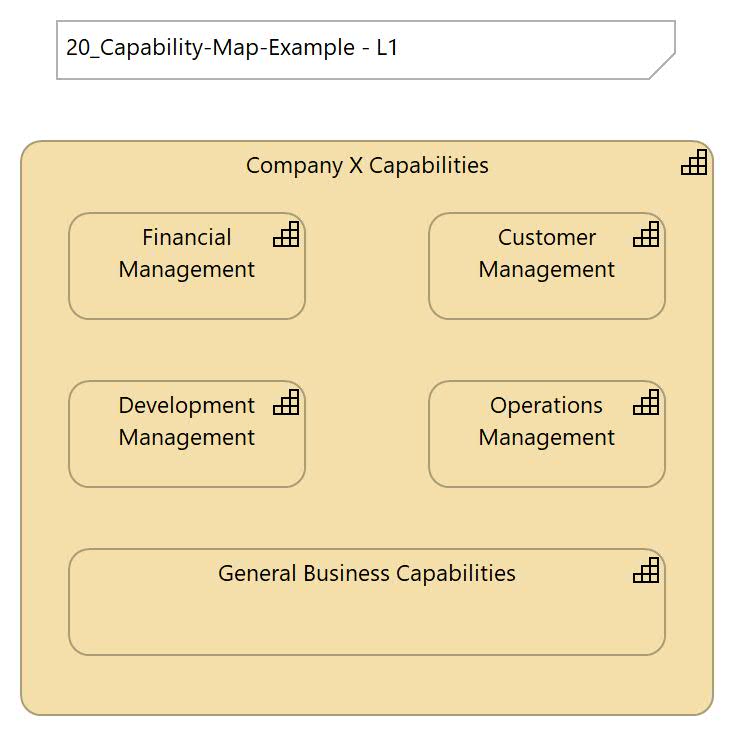 20_Capability-Map-Example - L1
Company X Capabilities
Financial
Management
Customer
Management
Development
Management
Operations
Management
General Business Capabilities